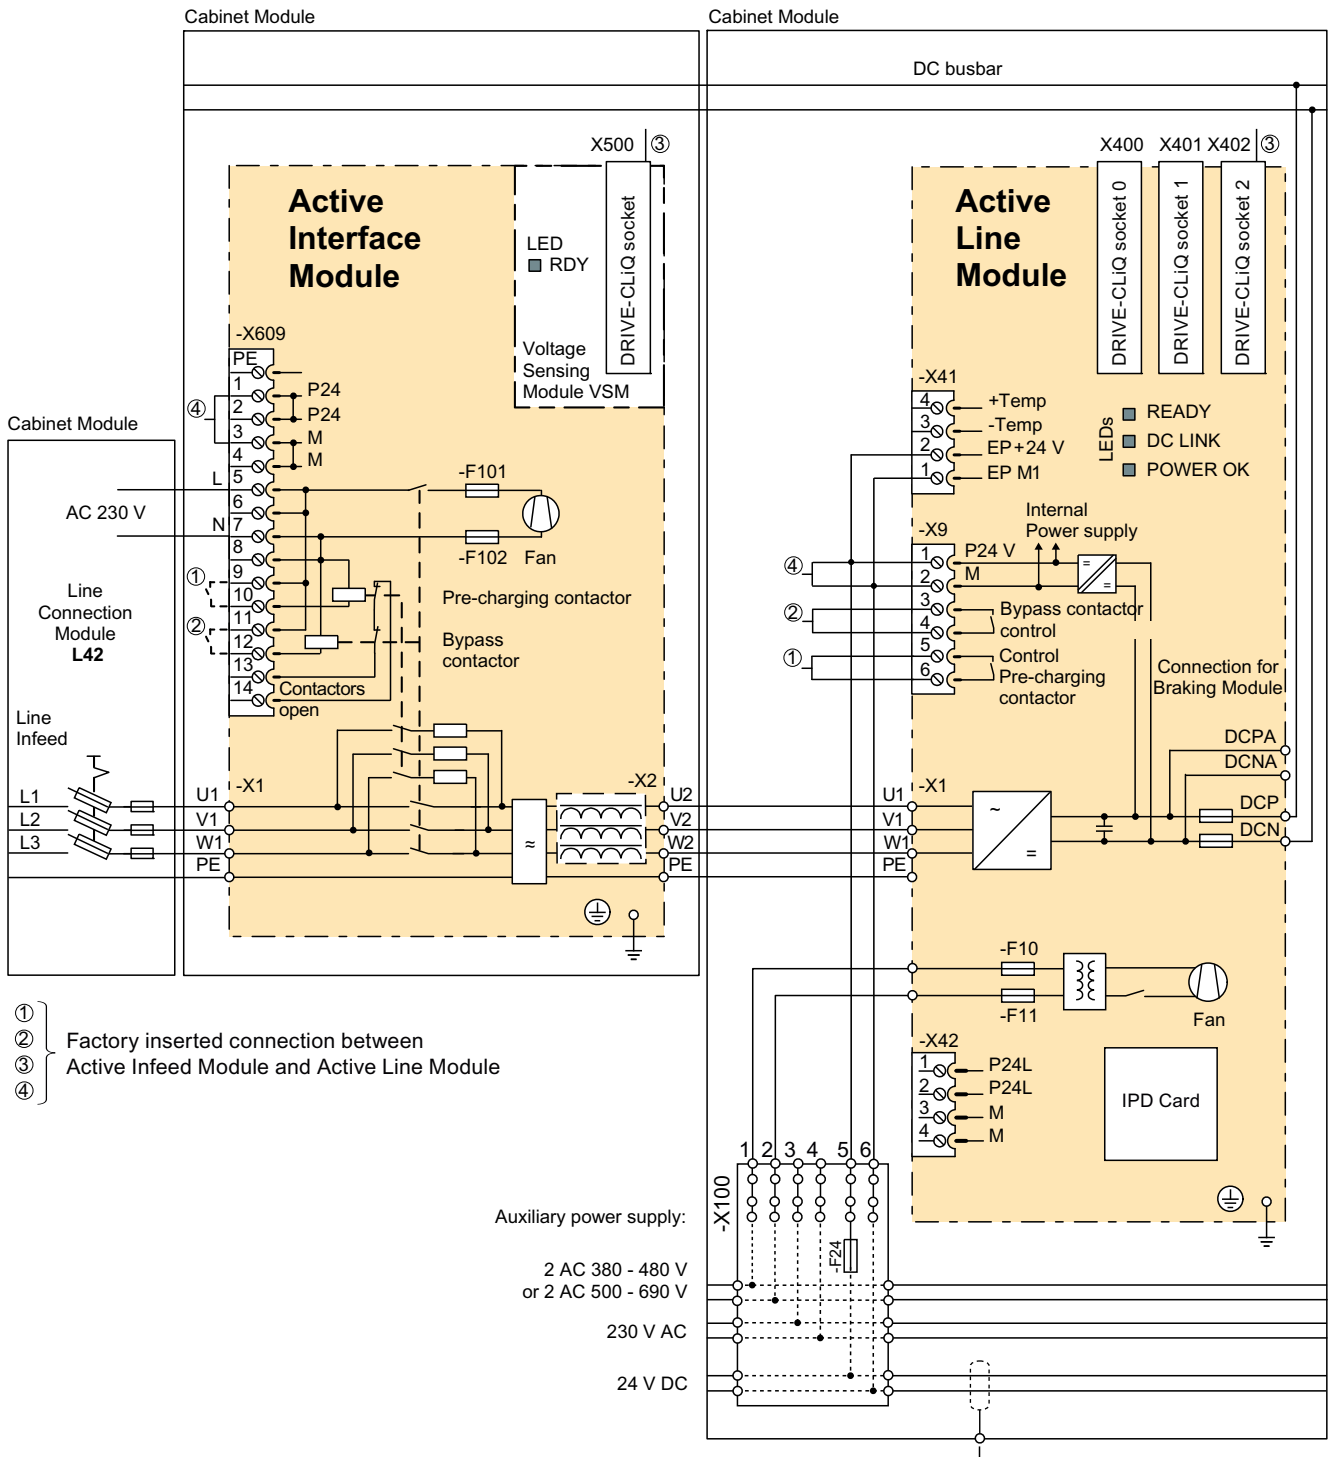 Cabinet Module
Cabinet Module
DC busbar
X500
③
X400
X401
X402
③
Active
Interface
Module
LED
RDY
DRIVE-CLiQ socket
Voltage
Sensing
Module VSM
Active
Line
Module
DRIVE-CLiQ socket 0
DRIVE-CLiQ socket 1
DRIVE-CLiQ socket 2
-X609
PE
1
P24
2
P24
3
M
4
M
④
5
6
7
8
9
10
11
12
13
14
①
②
Contactors
open
-F101
-F102
Fan
Pre-charging contactor
Bypass
contactor
-X41
4
+Temp
3
-Temp
2
EP+24 V
1
EP M1
LEDs
READY
DC LINK
POWER OK
Internal
Power supply
-X9
1
P24 V
2
M
3
4
5
6
④
②
①
=
=
Bypass contactor
control
Control
Pre-charging
contactor
Connection for
Braking Module
DCPA
DCNA
DCP
DCN
Cabinet Module
L
AC 230 V
N
Line
Connection
Module
L42
Line
Infeed
L1
L2
L3
U1
V1
W1
PE
-X1
≈
-X2
U2
V2
W2
PE
U1
V1
W1
PE
-X1
~
=
-F10
-F11
Fan
-X42
1
P24L
2
P24L
3
M
4
M
IPD Card
①
②
③
④
Factory inserted connection between
Active Infeed Module and Active Line Module
1
2
3
4
5
6
-X100
-F24
Auxiliary power supply:
2 AC 380 - 480 V
or 2 AC 500 - 690 V
230 V AC
24 V DC